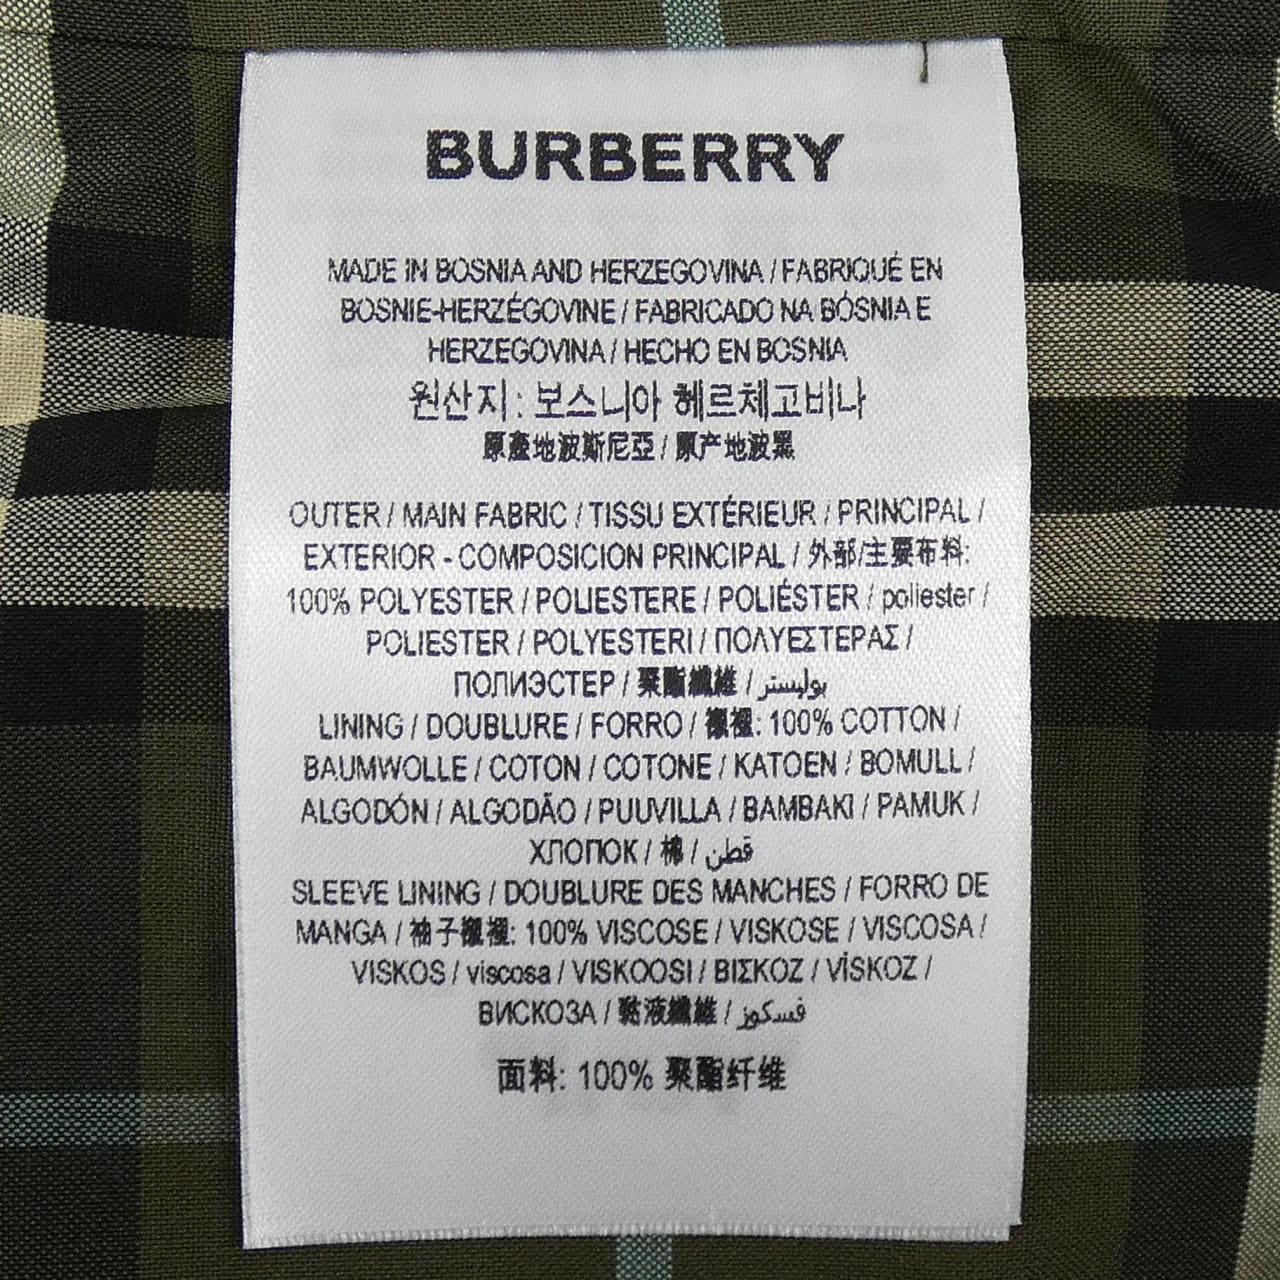 BURBERRY
MADE IN BOSNIA AND HERZEGOVINA / FABRIQUÉ EN
BOSNIE-HERZÉGOVINE / FABRICADO NA BÓSNIA E
HERZEGOVINA / HECHO EN BOSNIA
원산지 : 보스니아 헤르체고비나
原產地波斯尼亞 / 原产地波黑
OUTER / MAIN FABRIC / TISSU EXTÉRIEUR / PRINCIPAL /
EXTERIOR - COMPOSICION PRINCIPAL / 外部/主要布料:
100% POLYESTER / POLIESTERE / POLIÉSTER / poliester /
POLIESTER / POLYESTERI / ΠΟΛΥΕΣΤΕΡΑΣ /
ПОЛИЭСТЕР / 聚酯纖維 / بوليستر
LINING / DOUBLURE / FORRO / 襯裡: 100% COTTON /
BAUMWOLLE / COTON / COTONE / KATOEN / BOMULL /
ALGODÓN / ALGODÃO / PUUVILLA / BAMBAKI / PAMUK /
ХЛОПОК / 棉 / قطن
SLEEVE LINING / DOUBLURE DES MANCHES / FORRO DE
MANGA / 袖子襯裡: 100% VISCOSE / VISKOSE / VISCOSA /
VISKOS / viscosa / VISKOOSI / ΒΙΣΚΟΖ / VİSKOZ /
ВИСКОЗА / 黏液纖維 / فسكوز
面料: 100% 聚酯纤维